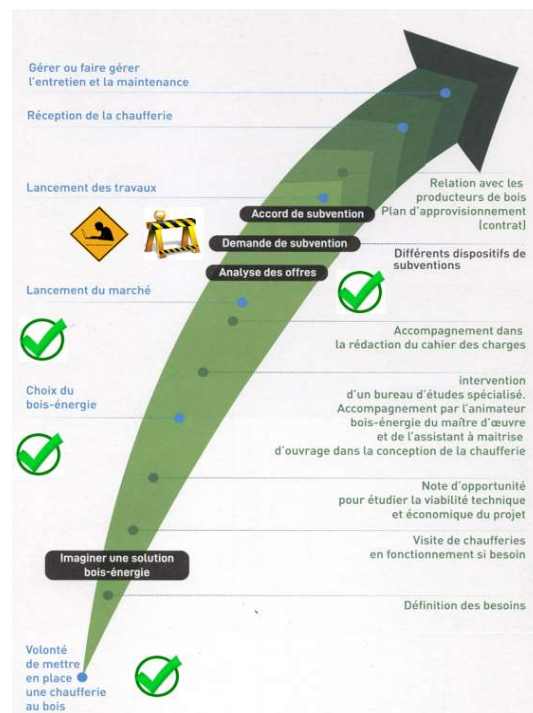 Gérer ou faire gérer
l'entretien et la maintenance
Réception de la chaufferie
Relation avec les
producteurs de bois
Plan d'approvisionnement
(contrat)
Lancement des travaux
Accord de subvention
Demande de subvention
Différents dispositifs de
subventions
Analyse des offres
Lancement du marché
Accompagnement dans
la rédaction du cahier des charges
intervention
d'un bureau d'études spécialisé.
Accompagnement par l'animateur
bois-énergie du maître d'œuvre
et de l'assistant à maitrise
d'ouvrage dans la conception de la chaufferie
Choix du
bois-énergie
Note d'opportunité
pour étudier la viabilité technique
et économique du projet
Visite de chaufferies
en fonctionnement si besoin
Imaginer une solution
bois-énergie
Définition des besoins
Volonté
de mettre
en place
une chaufferie
au bois